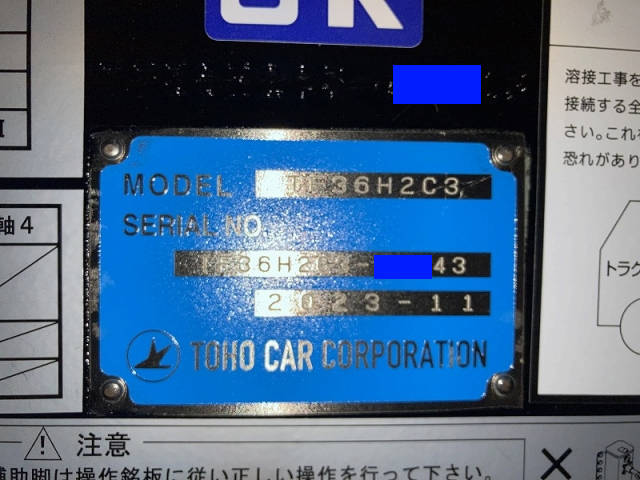 溶接工事を
接続する全
さい。これ
恐れがあり
MODEL 36H2C3
SERIAL NO.
36H2 43
2023-11
TOHO CAR CORPORATION
軸4
トラク
注意
補助脚は操作銘板に従い正しい操作を行って下さい。